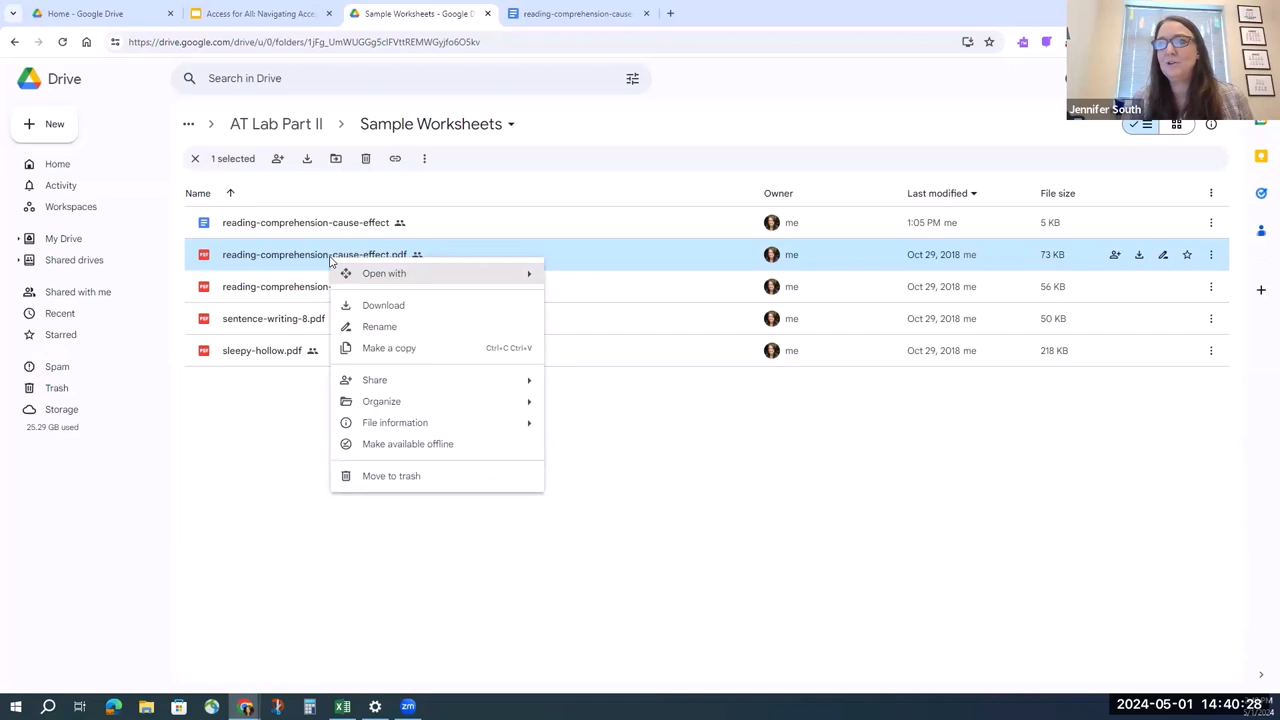 Home - Google Drive
Access for All: Navigating Acce
Sample Worksheets - Google D
reading-comprehension-cause
https://drive.google.com/drive/u/0/folders/1jFg_UmWUGGg5cIFVttREMWGyjfo6O5kv
Jennifer South
Drive
Search in Drive
New
AT Lab Part II
Sample Worksheets
1 selected
Home
Activity
Workspaces
My Drive
Shared drives
Shared with me
Recent
Starred
Spam
Trash
Storage
25.29 GB used
Name
Owner
Last modified
File size
reading-comprehension-cause-effect
me
1:05 PM me
5 KB
reading-comprehension-cause-effect.pdf
me
Oct 29, 2018 me
73 KB
reading-comprehension-
me
Oct 29, 2018 me
56 KB
sentence-writing-8.pdf
me
Oct 29, 2018 me
50 KB
sleepy-hollow.pdf
me
Oct 29, 2018 me
218 KB
Open with
Download
Rename
Make a copy
Ctrl+C Ctrl+V
Share
Organize
File information
Make available offline
Move to trash
2024-05-01 14:40:28